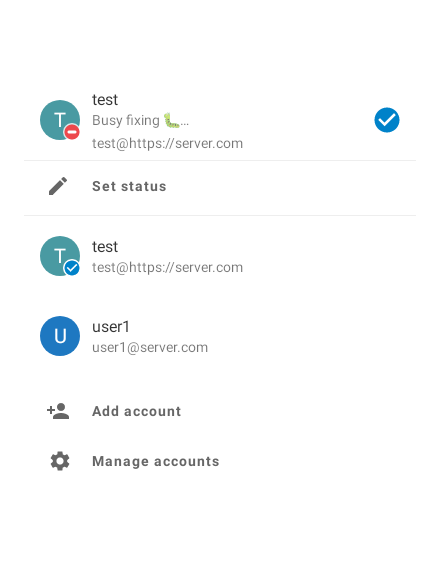 T
test
Busy fixing 🐛…
test@https://server.com
Set status
T
test
test@https://server.com
U
user1
user1@server.com
Add account
Manage accounts